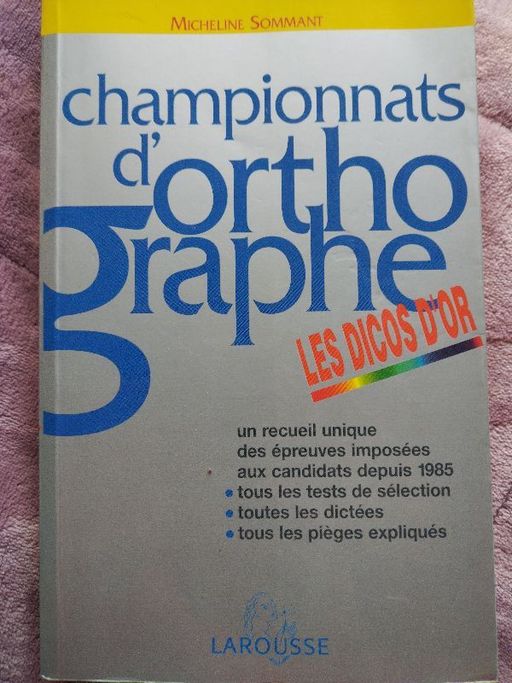 MICHELINE SOMMANT
championnats
d'ortho
graphe
LES DICOS D'OR
un recueil unique
des épreuves imposées
aux candidats depuis 1985
• tous les tests de sélection
• toutes les dictées
• tous les pièges expliqués
LAROUSSE